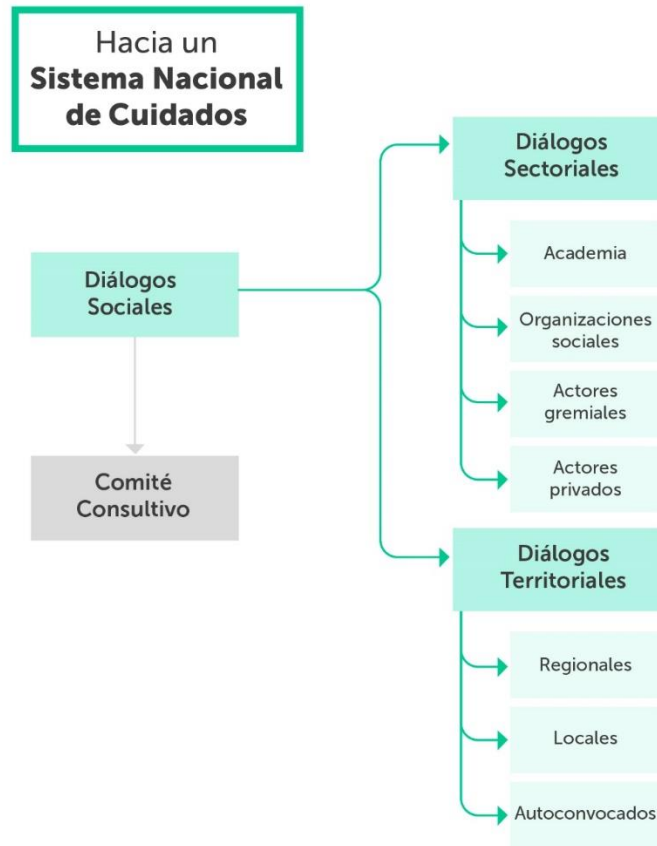 Hacia un
Sistema Nacional
de Cuidados
Diálogos
Sociales
Comité
Consultivo
Diálogos
Sectoriales
Academia
Organizaciones
sociales
Actores
gremiales
Actores
privados
Diálogos
Territoriales
Regionales
Locales
Autoconvocados